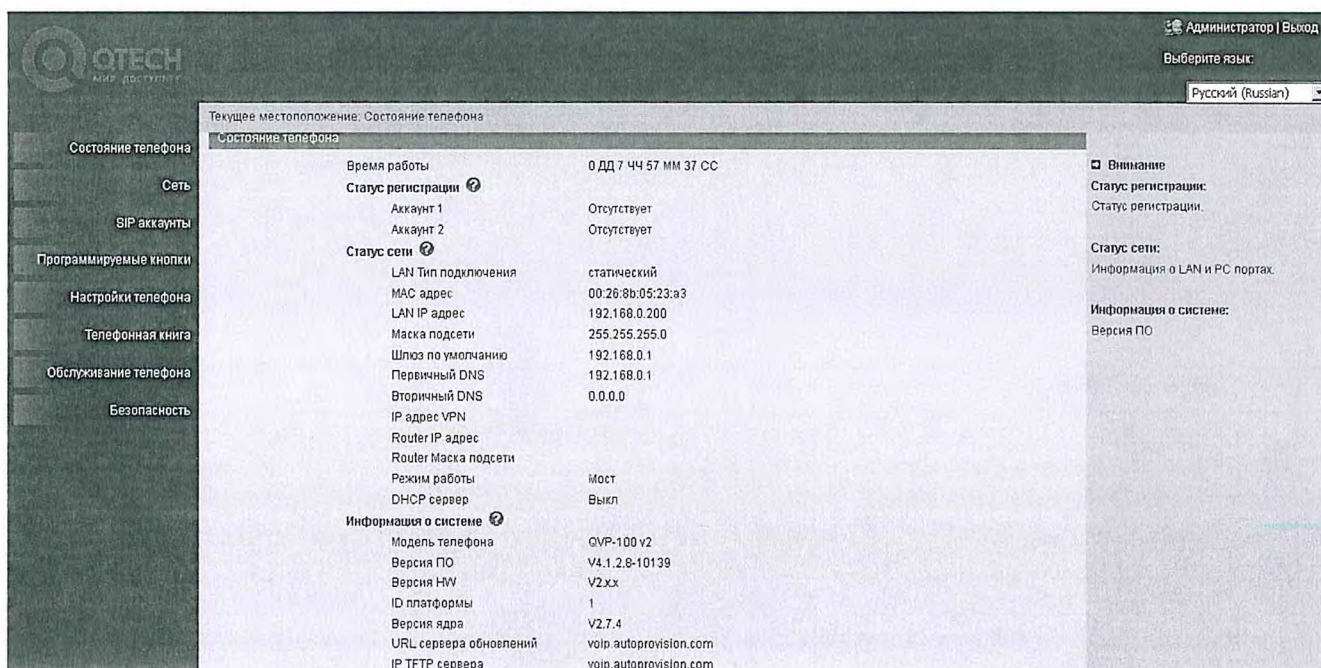 QTECH
МИР ДОСТУПНЕЕ
Администратор | Выход
Выберите язык:
Русский (Russian)
Текущее местоположение: Состояние телефона
Состояние телефона
Сеть
SIP аккаунты
Программируемые кнопки
Настройки телефона
Телефонная книга
Обслуживание телефона
Безопасность
Состояние телефона
Время работы 0 ДД 7 ЧЧ 57 ММ 37 СС
Статус регистрации
Аккаунт 1 Отсутствует
Аккаунт 2 Отсутствует
Статус сети
LAN Тип подключения статический
MAC адрес 00:26:8b:05:23:a3
LAN IP адрес 192.168.0.200
Маска подсети 255.255.255.0
Шлюз по умолчанию 192.168.0.1
Первичный DNS 192.168.0.1
Вторичный DNS 0.0.0.0
IP адрес VPN
Router IP адрес
Router Маска подсети
Режим работы Мост
DHCP сервер Выкл
Информация о системе
Модель телефона QVP-100 v2
Версия ПО V4.1.2.8-10139
Версия HW V2.x.x
ID платформы 1
Версия ядра V2.7.4
URL сервера обновлений voip.autoprovision.com
IP TFTP сервера voip.autoprovision.com
Внимание
Статус регистрации:
Статус регистрации.
Статус сети:
Информация о LAN и PC портах.
Информация о системе:
Версия ПО